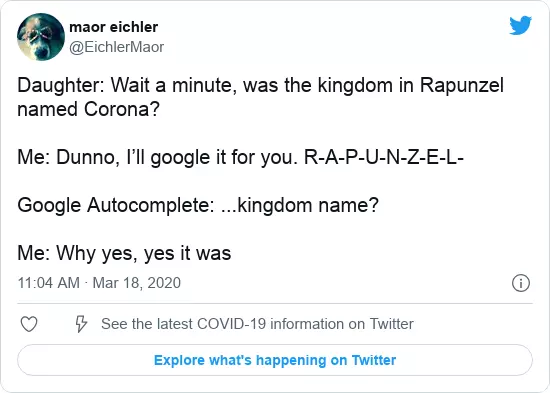 maor eichler
@EichlerMaor
Daughter: Wait a minute, was the kingdom in Rapunzel
named Corona?
Me: Dunno, I’ll google it for you. R-A-P-U-N-Z-E-L-
Google Autocomplete: ...kingdom name?
Me: Why yes, yes it was
11:04 AM · Mar 18, 2020
See the latest COVID-19 information on Twitter
Explore what's happening on Twitter